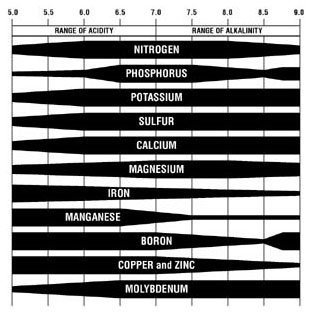 5.0 5.5 6.0 6.5 7.0 7.5 8.0 8.5 9.0
RANGE OF ACIDITY RANGE OF ALKALINITY
NITROGEN
PHOSPHORUS
POTASSIUM
SULFUR
CALCIUM
MAGNESIUM
IRON
MANGANESE
BORON
COPPER and ZINC
MOLYBDENUM